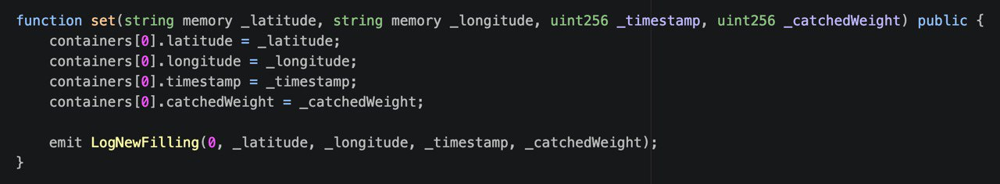 function set(string memory _latitude, string memory _longitude, uint256 _timestamp, uint256 _catchedWeight) public {
    containers[0].latitude = _latitude;
    containers[0].longitude = _longitude;
    containers[0].timestamp = _timestamp;
    containers[0].catchedWeight = _catchedWeight;

    emit LogNewFilling(0, _latitude, _longitude, _timestamp, _catchedWeight);
}